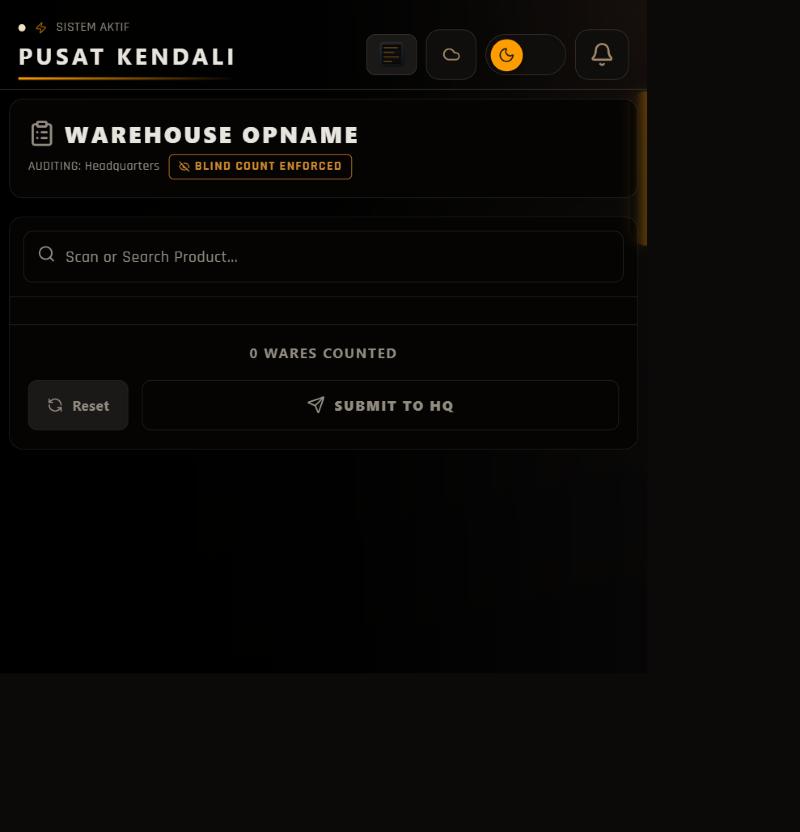 SISTEM AKTIF
PUSAT KENDALI
WAREHOUSE OPNAME
AUDITING: Headquarters BLIND COUNT ENFORCED
Scan or Search Product...
0 WARES COUNTED
Reset SUBMIT TO HQ